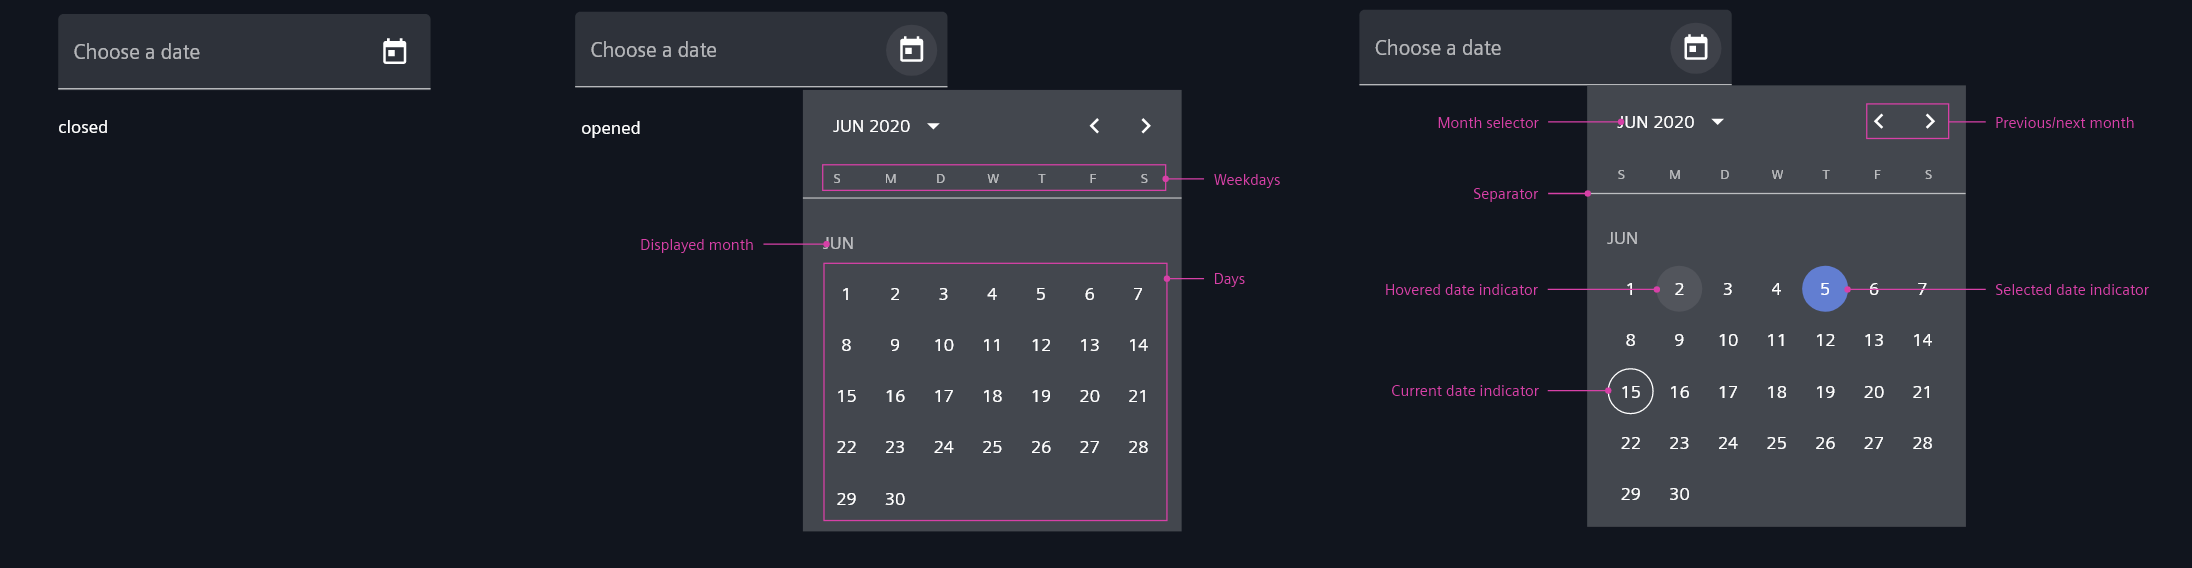 Choose a date
closed
Choose a date
opened
JUN 2020
S M D W T F S
Weekdays
Displayed month
JUN
Days
1 2 3 4 5 6 7
8 9 10 11 12 13 14
15 16 17 18 19 20 21
22 23 24 25 26 27 28
29 30
Choose a date
Month selector
JUN 2020
Previous/next month
S M D W T F S
Separator
JUN
Hovered date indicator
1 2 3 4 5 6 7
Selected date indicator
8 9 10 11 12 13 14
Current date indicator
15 16 17 18 19 20 21
22 23 24 25 26 27 28
29 30